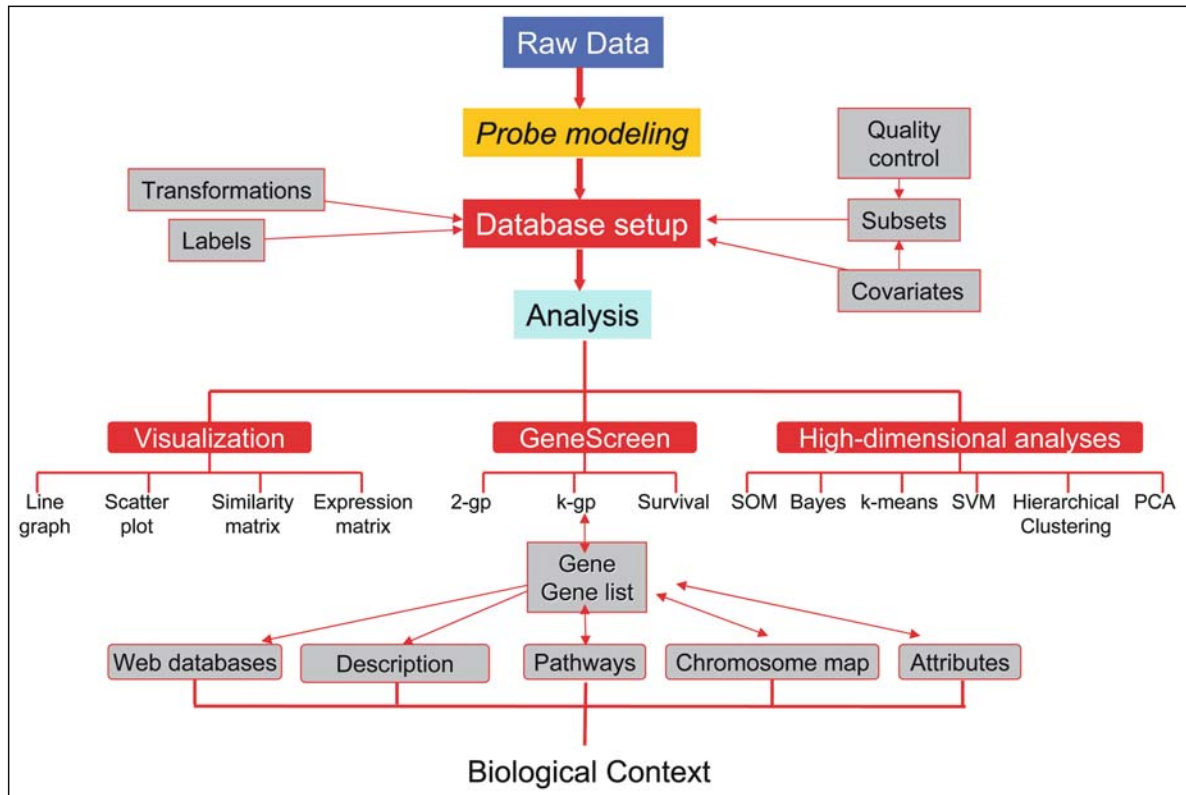 Raw Data
Probe modeling
Quality
control
Transformations
Labels
Database setup
Subsets
Covariates
Analysis
Visualization
GeneScreen
High-dimensional analyses
Line
graph
Scatter
plot
Similarity
matrix
Expression
matrix
2-gp
k-gp
Survival
SOM
Bayes
k-means
SVM
Hierarchical
Clustering
PCA
Gene
Gene list
Web databases
Description
Pathways
Chromosome map
Attributes
Biological Context